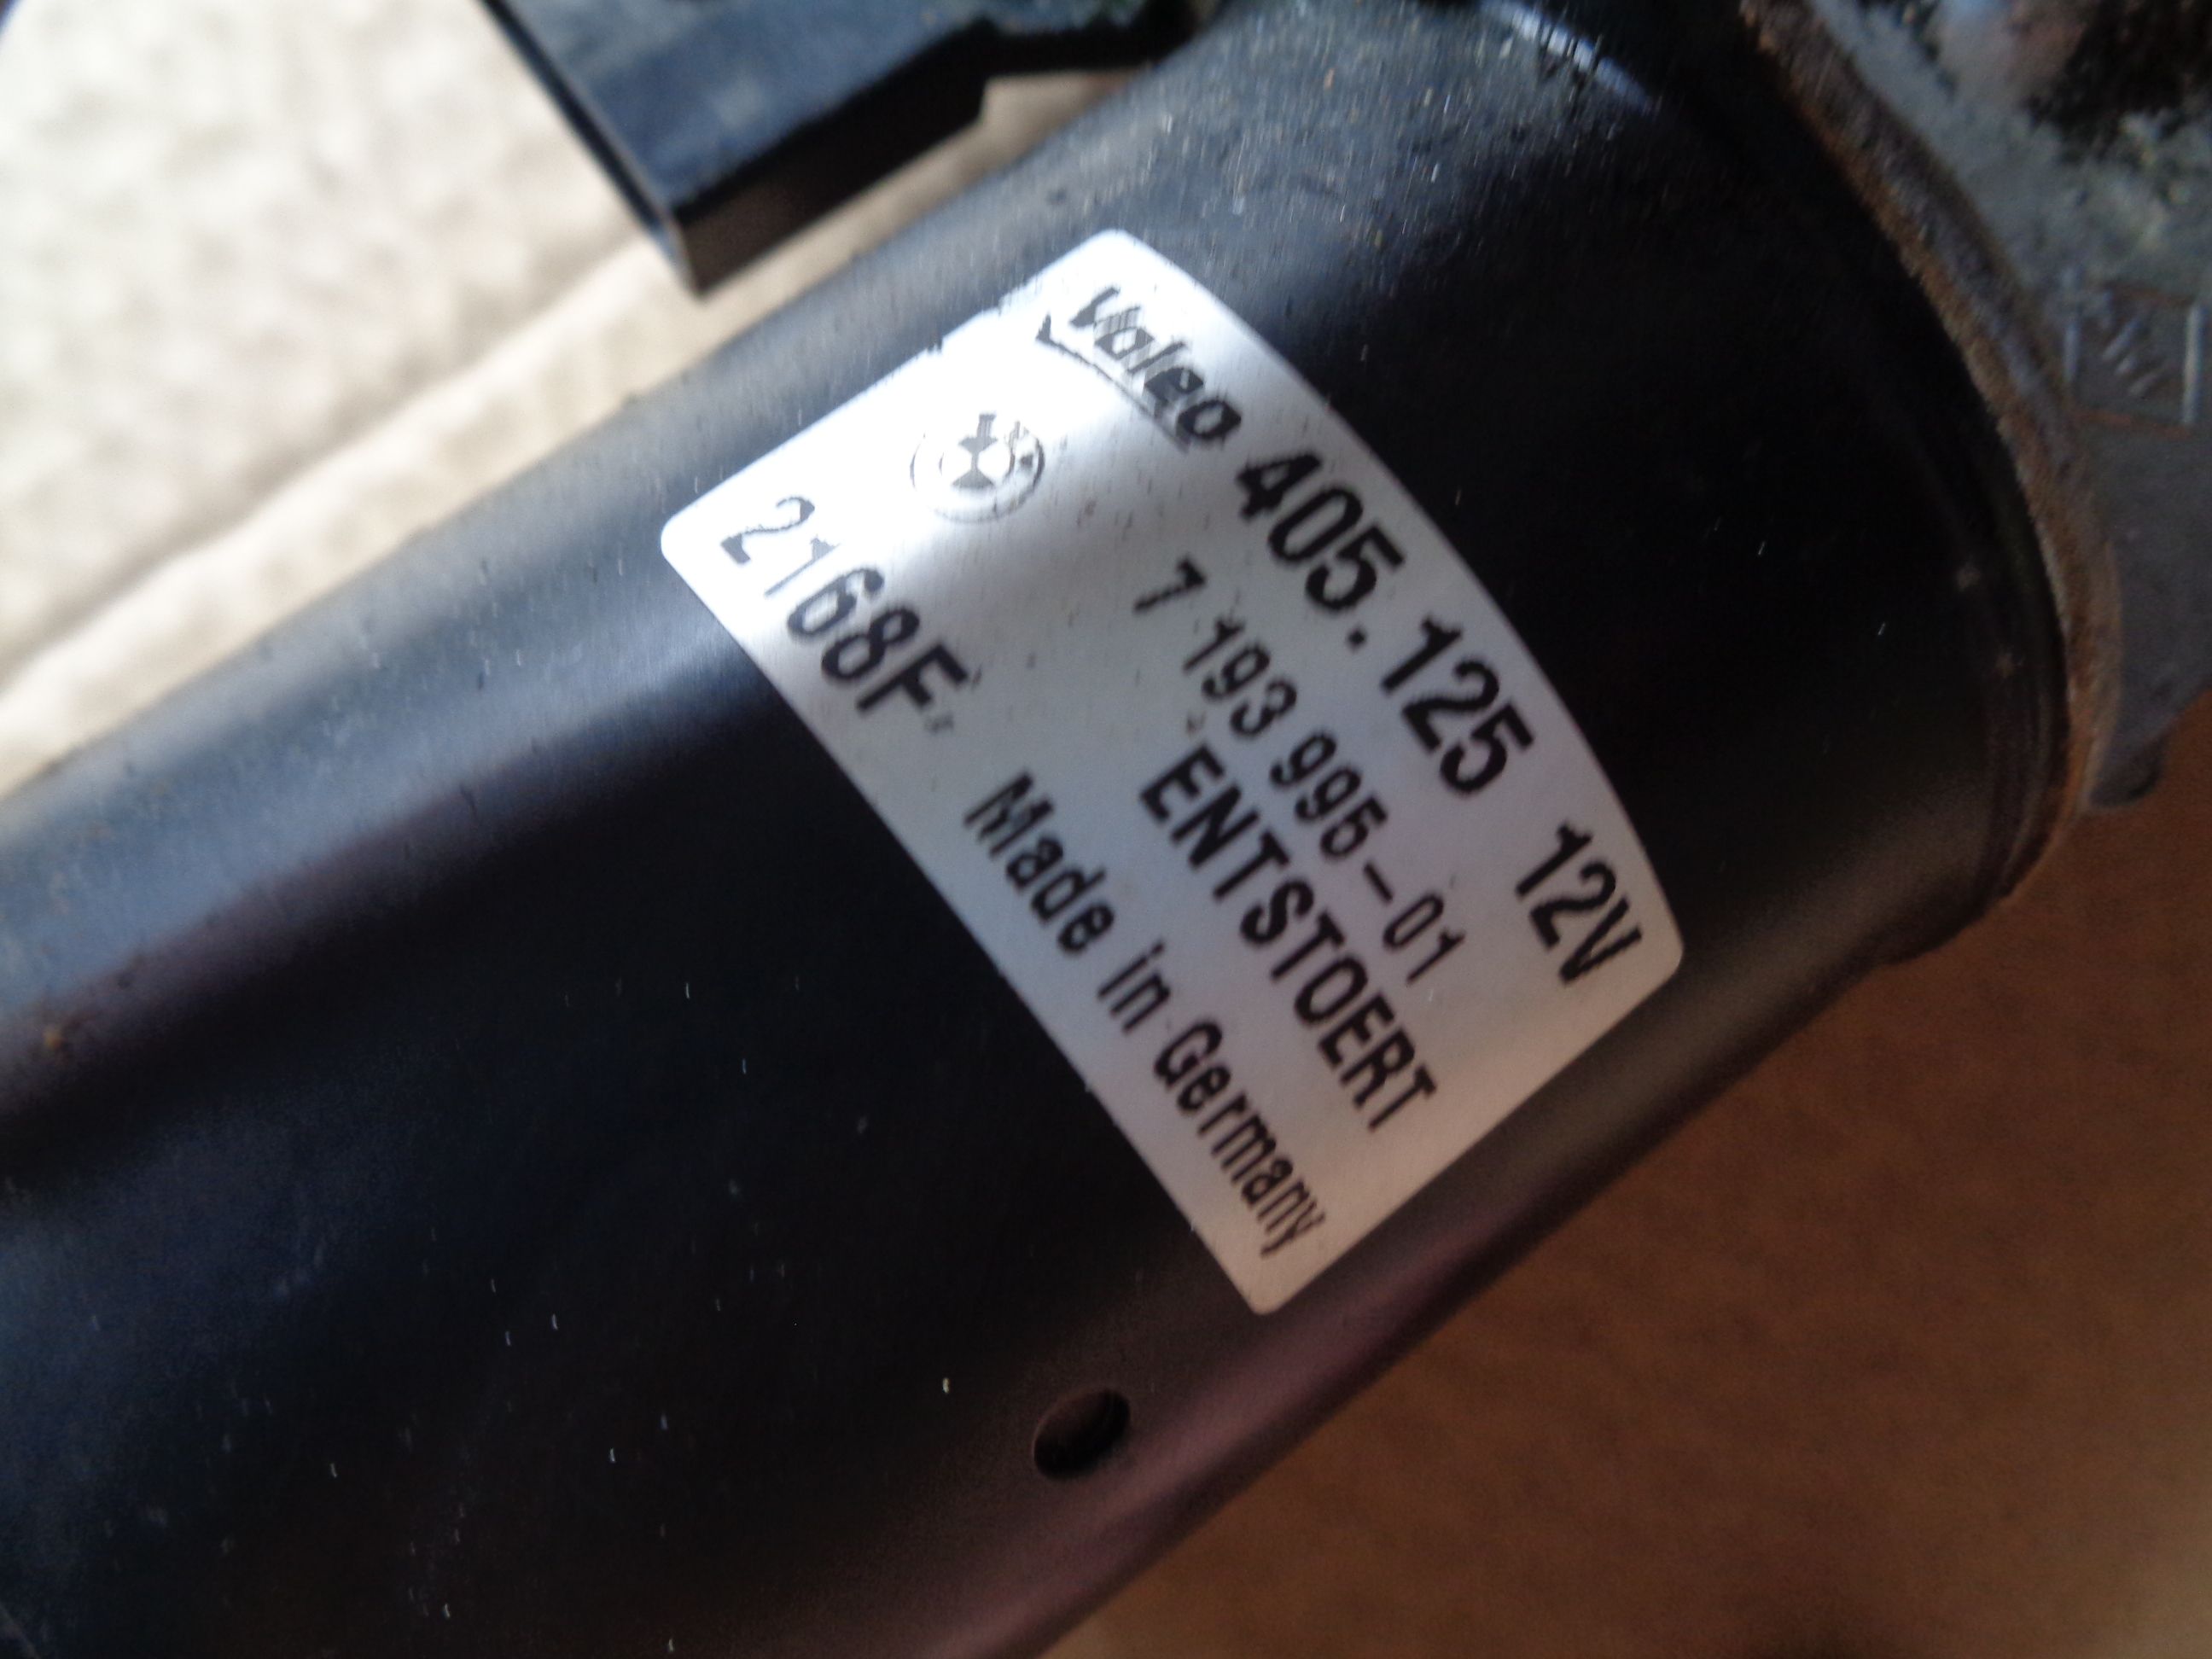 Valeo 405.125 12V
7 193 995-01
ENTSTOERT
2168F Made in Germany